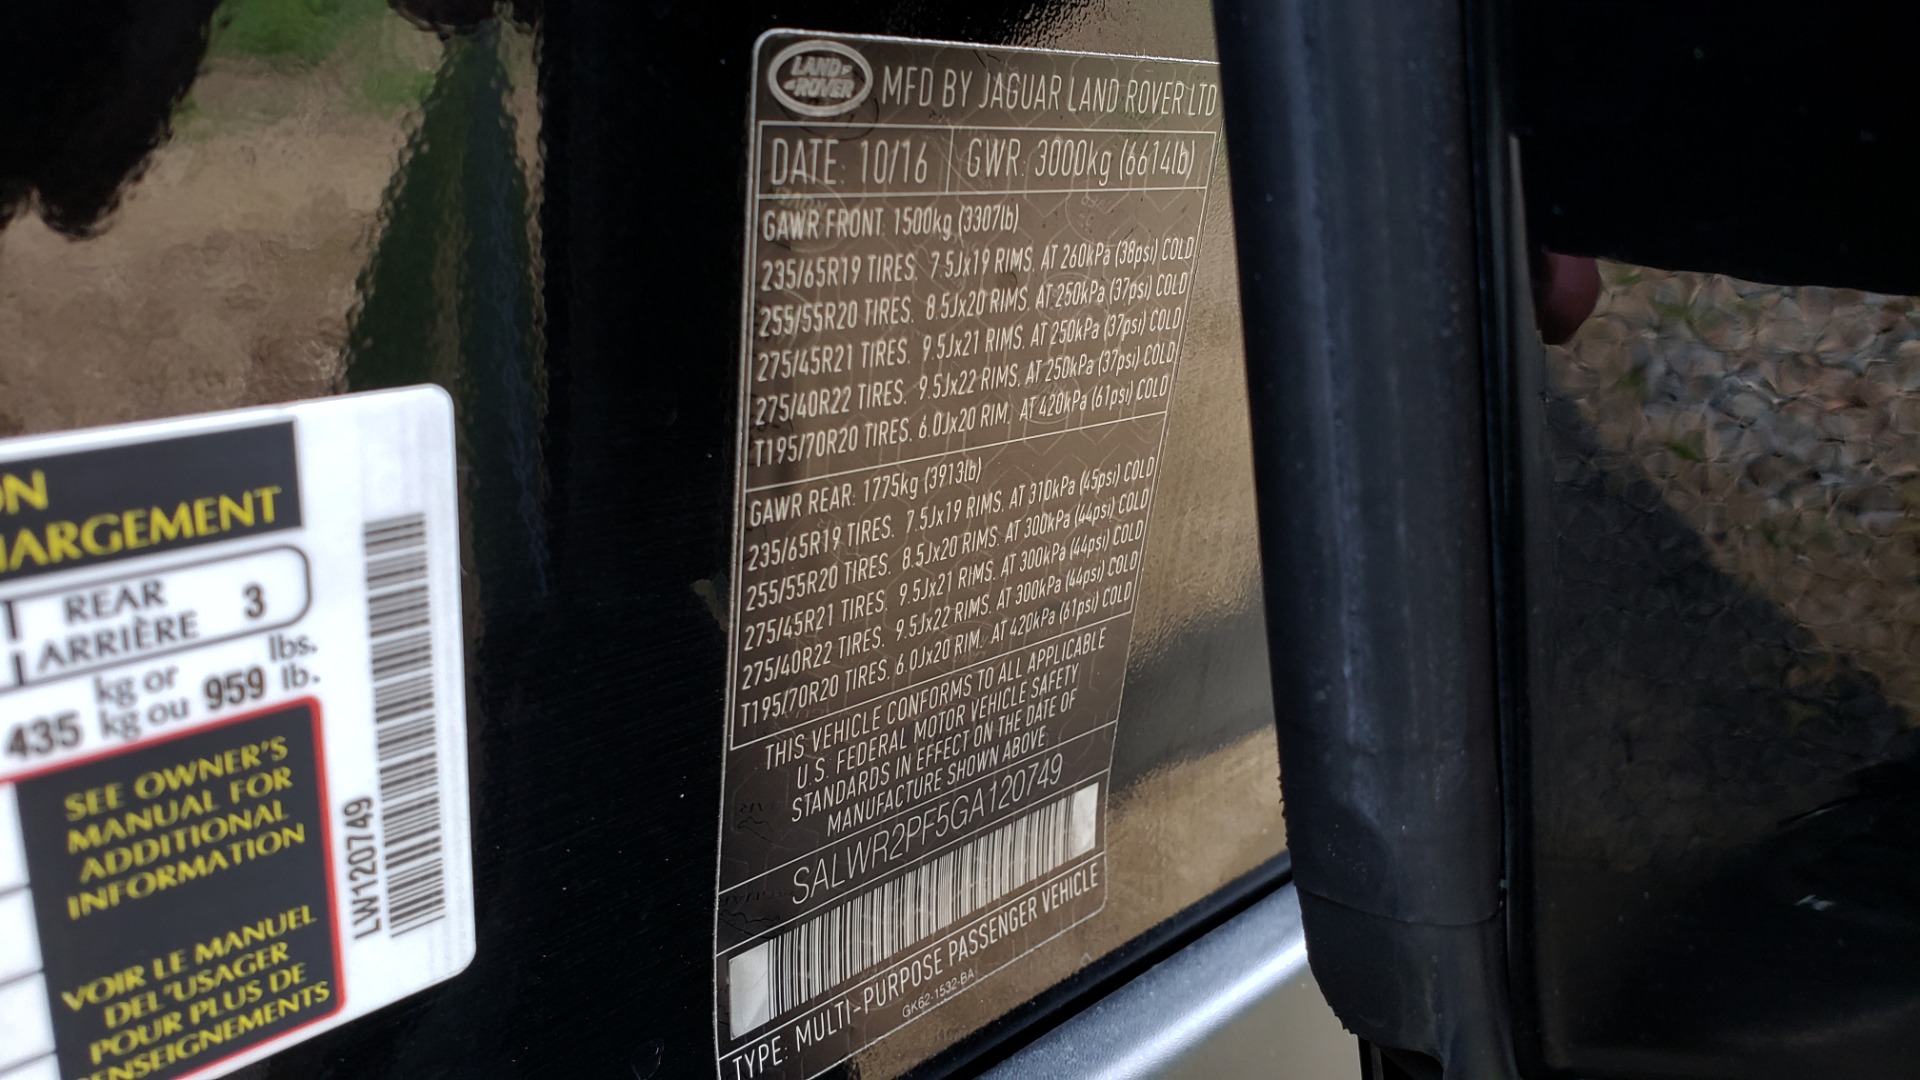 ON
HARGEMENT
REAR
ARRIÈRE 3
kg or lbs.
435 kg ou 959 lb.
SEE OWNER'S
MANUAL FOR
ADDITIONAL
INFORMATION
VOIR LE MANUEL
DEL'USAGER
POUR PLUS DE
ENSEIGNEMENTS
LW120749
LAND ROVER
MFD BY JAGUAR LAND ROVER LTD
DATE: 10/16 GWR: 3000kg (6614lb)
GAWR FRONT: 1500kg (3307lb)
235/65R19 TIRES. 7.5Jx19 RIMS. AT 260kPa (38psi) COLD
255/55R20 TIRES. 8.5Jx20 RIMS. AT 250kPa (37psi) COLD
275/45R21 TIRES. 9.5Jx21 RIMS. AT 250kPa (37psi) COLD
275/40R22 TIRES. 9.5Jx22 RIMS. AT 250kPa (37psi) COLD
T195/70R20 TIRES. 6.0Jx20 RIM. AT 420kPa (61psi) COLD
GAWR REAR: 1775kg (3913lb)
235/65R19 TIRES. 7.5Jx19 RIMS. AT 310kPa (45psi) COLD
255/55R20 TIRES. 8.5Jx20 RIMS. AT 300kPa (44psi) COLD
275/45R21 TIRES. 9.5Jx21 RIMS. AT 300kPa (44psi) COLD
275/40R22 TIRES. 9.5Jx22 RIMS. AT 300kPa (44psi) COLD
T195/70R20 TIRES. 6.0Jx20 RIM. AT 420kPa (61psi) COLD
THIS VEHICLE CONFORMS TO ALL APPLICABLE
U.S. FEDERAL MOTOR VEHICLE SAFETY
STANDARDS IN EFFECT ON THE DATE OF
MANUFACTURE SHOWN ABOVE
SALWR2PF5GA120749
TYPE: MULTI-PURPOSE PASSENGER VEHICLE
GK62-1532-BA